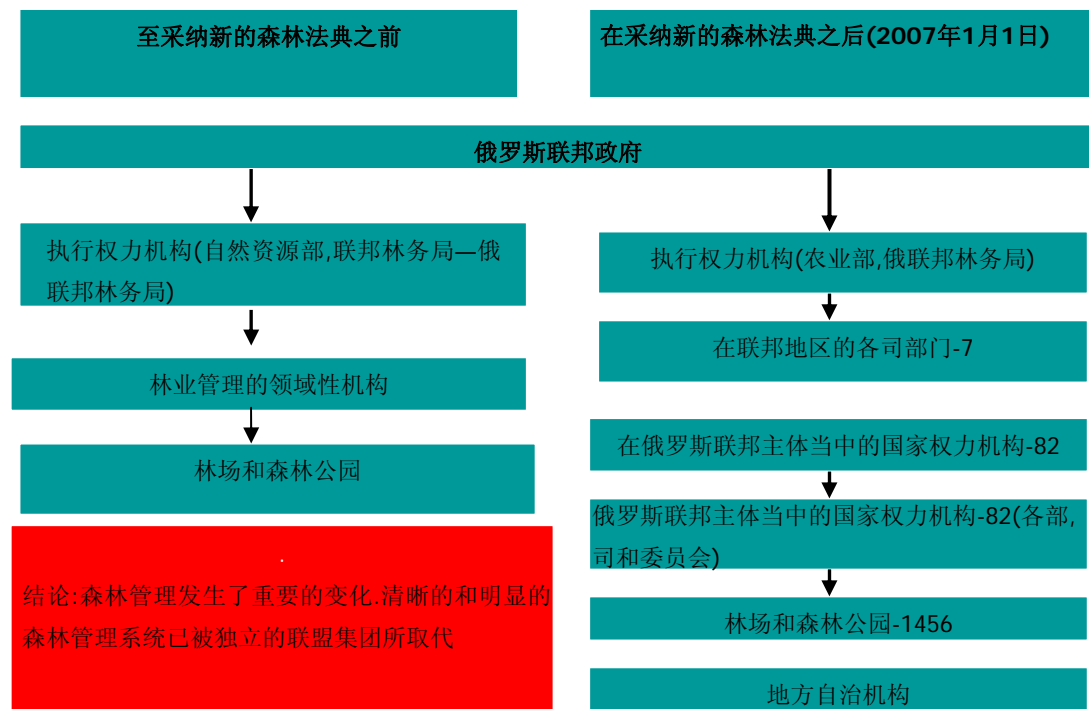 至采纳新的森林法典之前
在采纳新的森林法典之后(2007年1月1日)
俄罗斯联邦政府
执行权力机构(自然资源部,联邦林务局—俄
联邦林务局)
林业管理的领域性机构
林场和森林公园
.
结论:森林管理发生了重要的变化.清晰的和明显的
森林管理系统已被独立的联盟集团所取代
执行权力机构(农业部,俄联邦林务局)
在联邦地区的各司部门-7
在俄罗斯联邦主体当中的国家权力机构-82
俄罗斯联邦主体当中的国家权力机构-82(各部,
司和委员会)
林场和森林公园-1456
地方自治机构